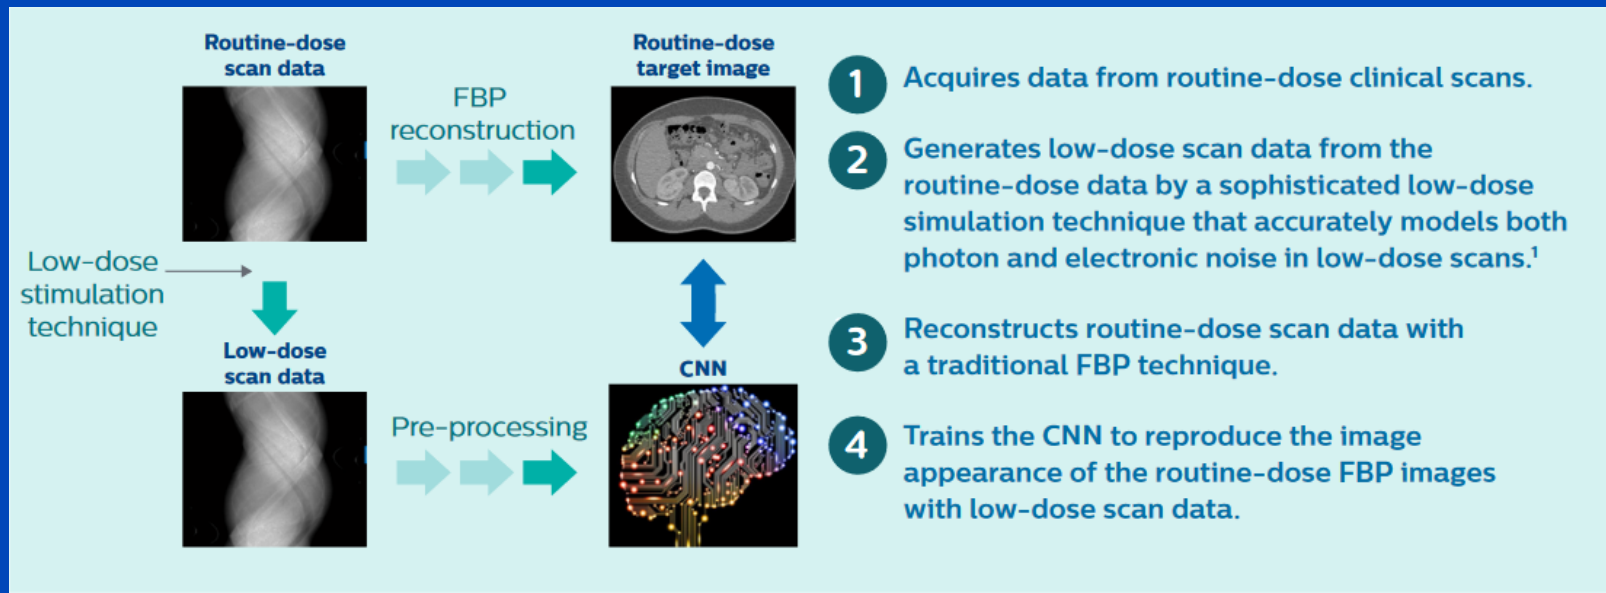 Routine-dose
scan data
FBP
reconstruction
Routine-dose
target image
Low-dose
stimulation
technique
Low-dose
scan data
Pre-processing
CNN
1 Acquires data from routine-dose clinical scans.
2 Generates low-dose scan data from the
routine-dose data by a sophisticated low-dose
simulation technique that accurately models both
photon and electronic noise in low-dose scans.¹
3 Reconstructs routine-dose scan data with
a traditional FBP technique.
4 Trains the CNN to reproduce the image
appearance of the routine-dose FBP images
with low-dose scan data.